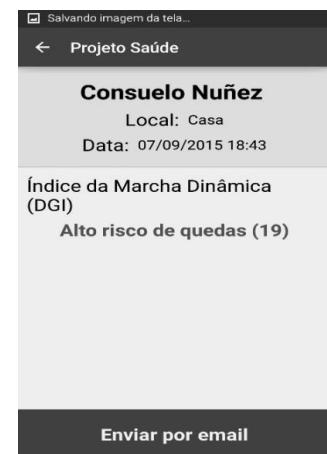 Salvando imagem da tela...
← Projeto Saúde
Consuelo Nuñez
Local: Casa
Data: 07/09/2015 18:43
Índice da Marcha Dinâmica
(DGI)
Alto risco de quedas (19)
Enviar por email